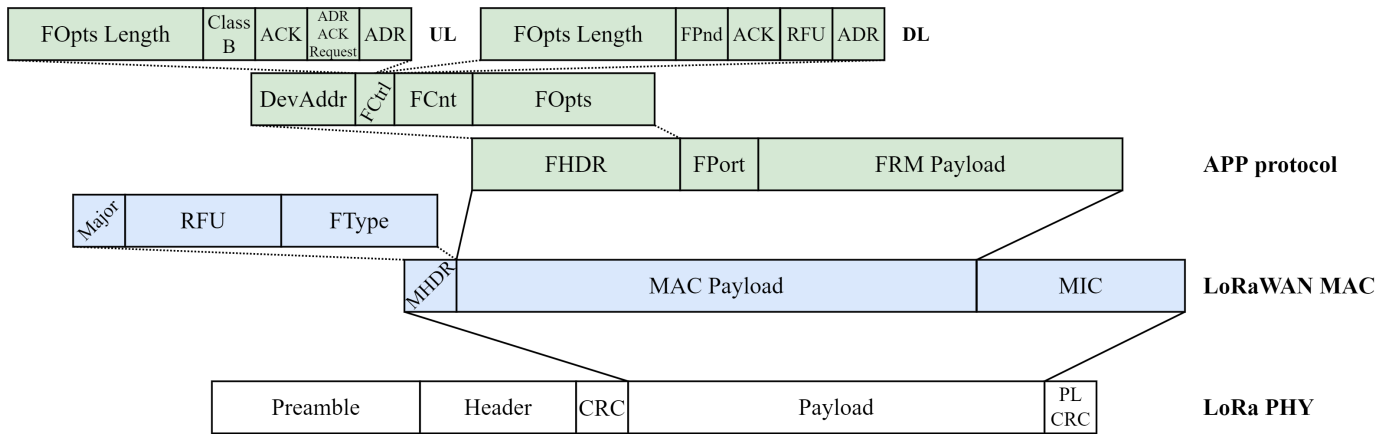 FOpts Length
Class
B
ACK
ADR
ACK
Request
ADR
UL
FOpts Length
FPnd
ACK
RFU
ADR
DL
DevAddr
FCtrl
FCnt
FOpts
FHDR
FPort
FRM Payload
APP protocol
Major
RFU
FType
MHDR
MAC Payload
MIC
LoRaWAN MAC
Preamble
Header
CRC
Payload
PL
CRC
LoRa PHY